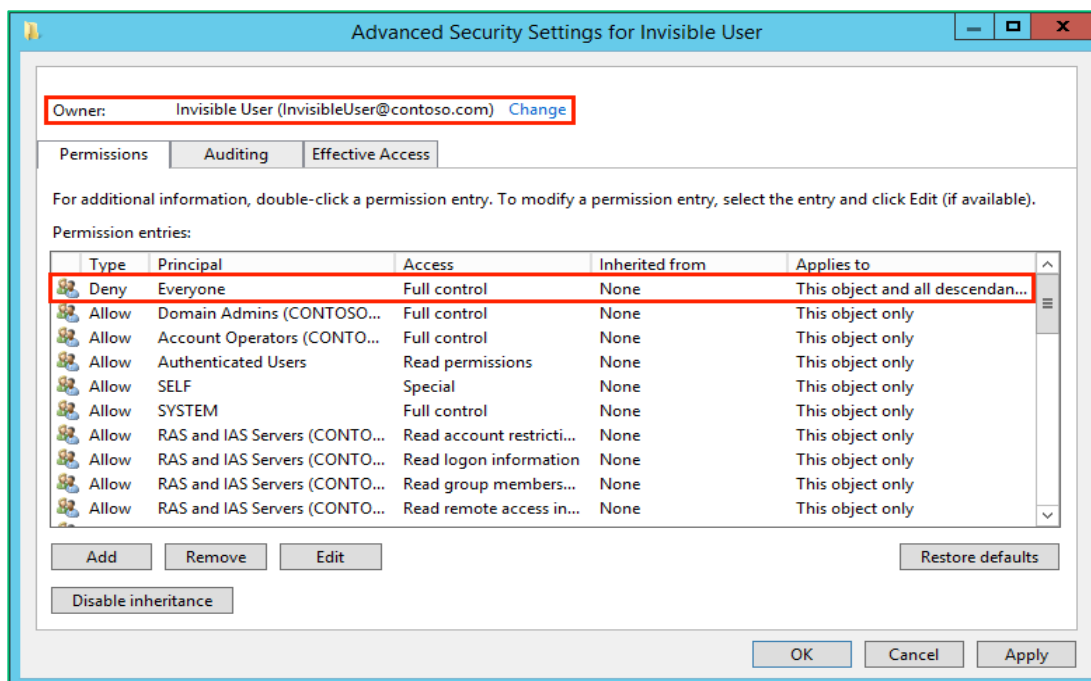 Advanced Security Settings for Invisible User
Owner: Invisible User (InvisibleUser@contoso.com) Change
Permissions Auditing Effective Access
For additional information, double-click a permission entry. To modify a permission entry, select the entry and click Edit (if available).
Permission entries:
Type Principal Access Inherited from Applies to
Deny Everyone Full control None This object and all descendan...
Allow Domain Admins (CONTOSO... Full control None This object only
Allow Account Operators (CONTO... Full control None This object only
Allow Authenticated Users Read permissions None This object only
Allow SELF Special None This object only
Allow SYSTEM Full control None This object only
Allow RAS and IAS Servers (CONTO... Read account restricti... None This object only
Allow RAS and IAS Servers (CONTO... Read logon information None This object only
Allow RAS and IAS Servers (CONTO... Read group members... None This object only
Allow RAS and IAS Servers (CONTO... Read remote access in... None This object only
Add Remove Edit Restore defaults
Disable inheritance
OK Cancel Apply